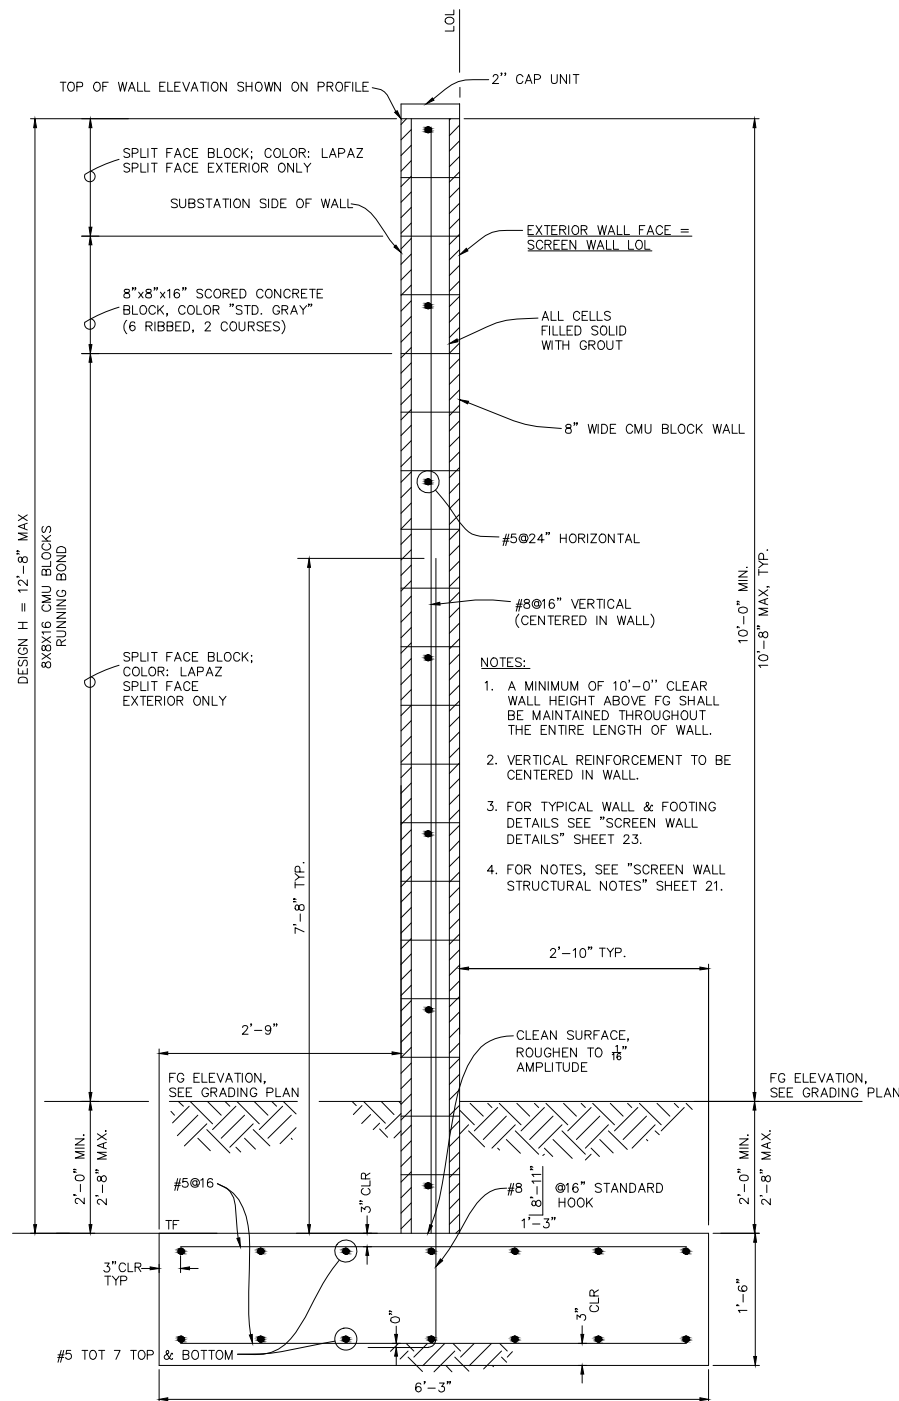 LOL
2'' CAP UNIT
TOP OF WALL ELEVATION SHOWN ON PROFILE
SPLIT FACE BLOCK; COLOR: LAPAZ
SPLIT FACE EXTERIOR ONLY
SUBSTATION SIDE OF WALL
EXTERIOR WALL FACE =
SCREEN WALL LOL
8"x8"x16" SCORED CONCRETE
BLOCK, COLOR "STD. GRAY"
(6 RIBBED, 2 COURSES)
ALL CELLS
FILLED SOLID
WITH GROUT
8" WIDE CMU BLOCK WALL
#5@24" HORIZONTAL
DESIGN H = 12'-8" MAX
8X8X16 CMU BLOCKS
RUNNING BOND
#8@16" VERTICAL
(CENTERED IN WALL)
10'-0" MIN.
10'-8" MAX, TYP.
SPLIT FACE BLOCK;
COLOR: LAPAZ
SPLIT FACE
EXTERIOR ONLY
NOTES:
1. A MINIMUM OF 10'-0'' CLEAR
WALL HEIGHT ABOVE FG SHALL
BE MAINTAINED THROUGHOUT
THE ENTIRE LENGTH OF WALL.
2. VERTICAL REINFORCEMENT TO BE
CENTERED IN WALL.
3. FOR TYPICAL WALL & FOOTING
DETAILS SEE "SCREEN WALL
DETAILS" SHEET 23.
4. FOR NOTES, SEE "SCREEN WALL
STRUCTURAL NOTES" SHEET 21.
7'-8" TYP.
2'-10" TYP.
2'-9"
CLEAN SURFACE,
ROUGHEN TO 1/16"
AMPLITUDE
FG ELEVATION,
SEE GRADING PLAN
FG ELEVATION,
SEE GRADING PLAN
2'-0" MIN.
2'-8" MAX.
2'-0" MIN.
2'-8" MAX.
#5@16
3" CLR
#8 8'-11" @16" STANDARD
HOOK
1'-3"
TF
3"CLR
TYP
0"
3" CLR
1'-6"
#5 TOT 7 TOP & BOTTOM
6'-3"